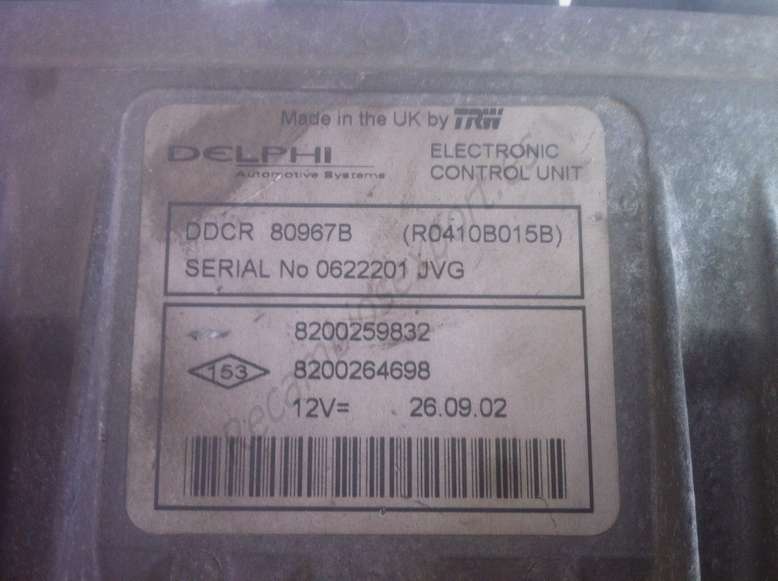 Made in the UK by TRW
DELPHI
Automotive Systems
ELECTRONIC
CONTROL UNIT
DDCR 80967B (R0410B015B)
SERIAL No 0622201 JVG
8200259832
153 8200264698
12V= 26.09.02